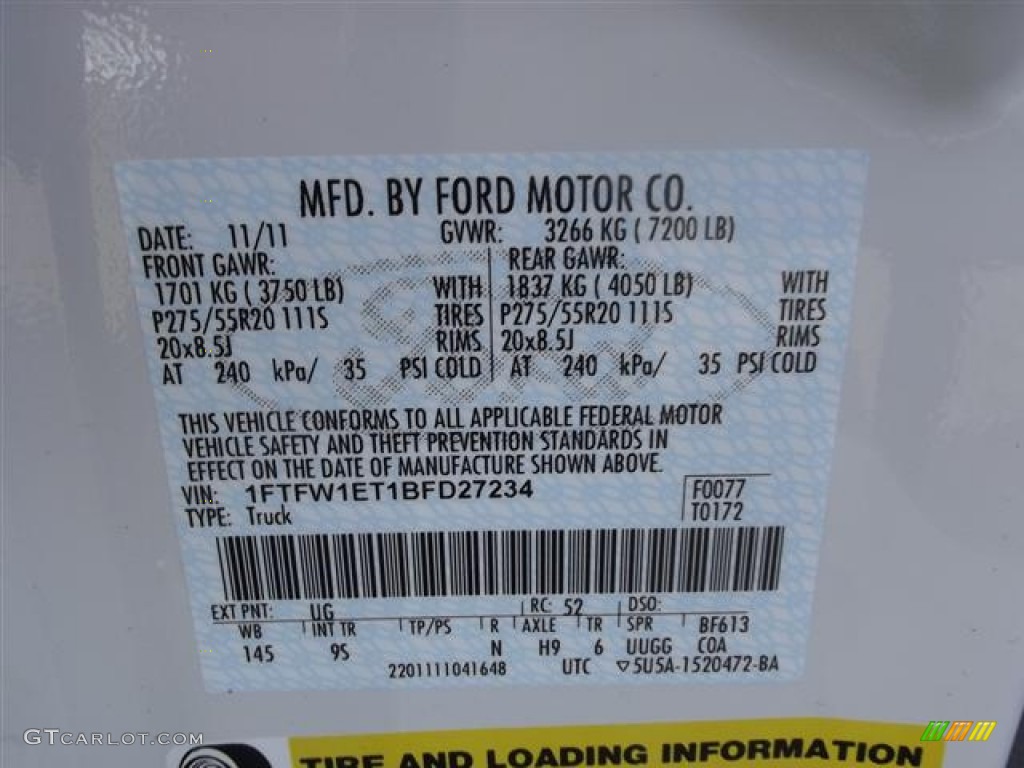 MFD. BY FORD MOTOR CO.
DATE: 11/11 GVWR: 3266 KG ( 7200 LB)
FRONT GAWR: REAR GAWR:
1701 KG ( 3750 LB) WITH 1837 KG ( 4050 LB) WITH
P275/55R20 111S TIRES P275/55R20 111S TIRES
20x8.5J RIMS 20x8.5J RIMS
AT 240 kPa/ 35 PSI COLD AT 240 kPa/ 35 PSI COLD
THIS VEHICLE CONFORMS TO ALL APPLICABLE FEDERAL MOTOR
VEHICLE SAFETY AND THEFT PREVENTION STANDARDS IN
EFFECT ON THE DATE OF MANUFACTURE SHOWN ABOVE.
VIN: 1FTFW1ET1BFD27234 F0077
TYPE: Truck T0172
EXT PNT: UG RC: 52 DSO:
WB INT TR TP/PS R AXLE TR SPR BF613
145 9S N H9 6 UUGG COA
2201111041648 UTC ▽5U5A-1520472-BA
GTCARLOT.COM
TIRE AND LOADING INFORMATION